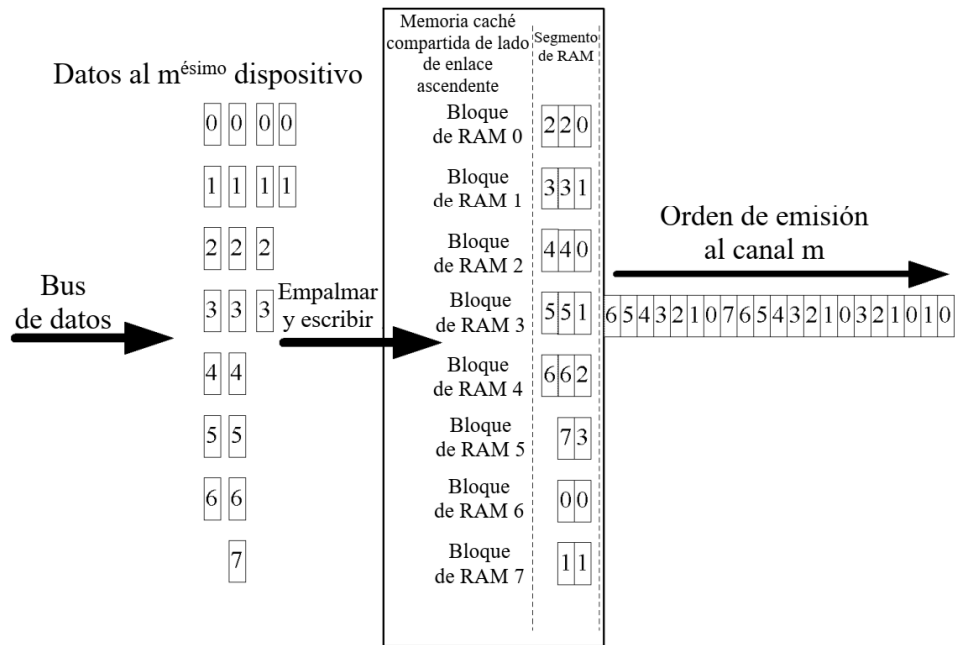 Datos al mésimo dispositivo
0 0 0 0
1 1 1 1
2 2 2
3 3 3
4 4
5 5
6 6
7
Bus
de datos
Empalmar
y escribir
Memoria caché
compartida de lado
de enlace
ascendente
Segmento
de RAM
Bloque
de RAM 0
2 2 0
Bloque
de RAM 1
3 3 1
Bloque
de RAM 2
4 4 0
Bloque
de RAM 3
5 5 1
Bloque
de RAM 4
6 6 2
Bloque
de RAM 5
7 3
Bloque
de RAM 6
0 0
Bloque
de RAM 7
1 1
Orden de emisión
al canal m
6 5 4 3 2 1 0 7 6 5 4 3 2 1 0 3 2 1 0 1 0